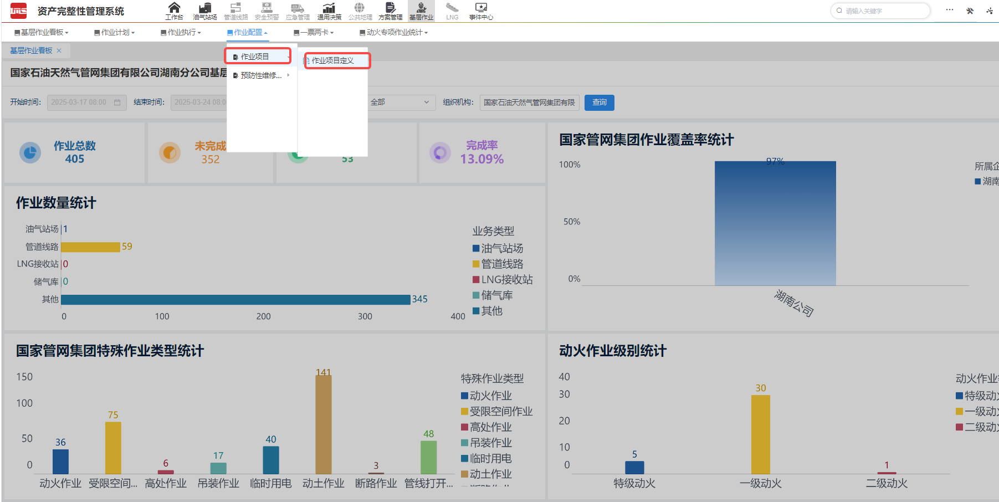 资产完整性管理系统
工作台 油气站场 管道线路 安全预警 应急管理 通用决策 公共地理 方案管理 基层作业 LNG 事件中心
请输入关键字
基层作业看板 作业计划 作业执行 作业配置 一票两卡 动火专项作业统计
基层作业看板
作业项目
预防性维修...
作业项目定义
国家石油天然气管网集团有限公司湖南分公司基层
开始时间: 2025-03-17 08:00 结束时间: 2025-03-24 08:0 全部 组织机构: 国家石油天然气管网集团有限 查询
作业总数
405
未完成
352
53
完成率
13.09%
国家管网集团作业覆盖率统计
100%
50%
0%
97%
湖南公司
所属企
湖南
作业数量统计
油气站场 1
管道线路 59
LNG接收站 0
储气库 0
其他 345
0 100 200 300 400
业务类型
油气站场
管道线路
LNG接收站
储气库
其他
国家管网集团特殊作业类型统计
150
100
50
0
36 75 6 17 40 141 3 48
动火作业 受限空间... 高处作业 吊装作业 临时用电 动土作业 断路作业 管线打开...
特殊作业类型
动火作业
受限空间作业
高处作业
吊装作业
临时用电
动土作业
动火作业级别统计
40
30
20
10
0
5 30 1
特级动火 一级动火 二级动火
动火作业
特级动火
一级动火
二级动火